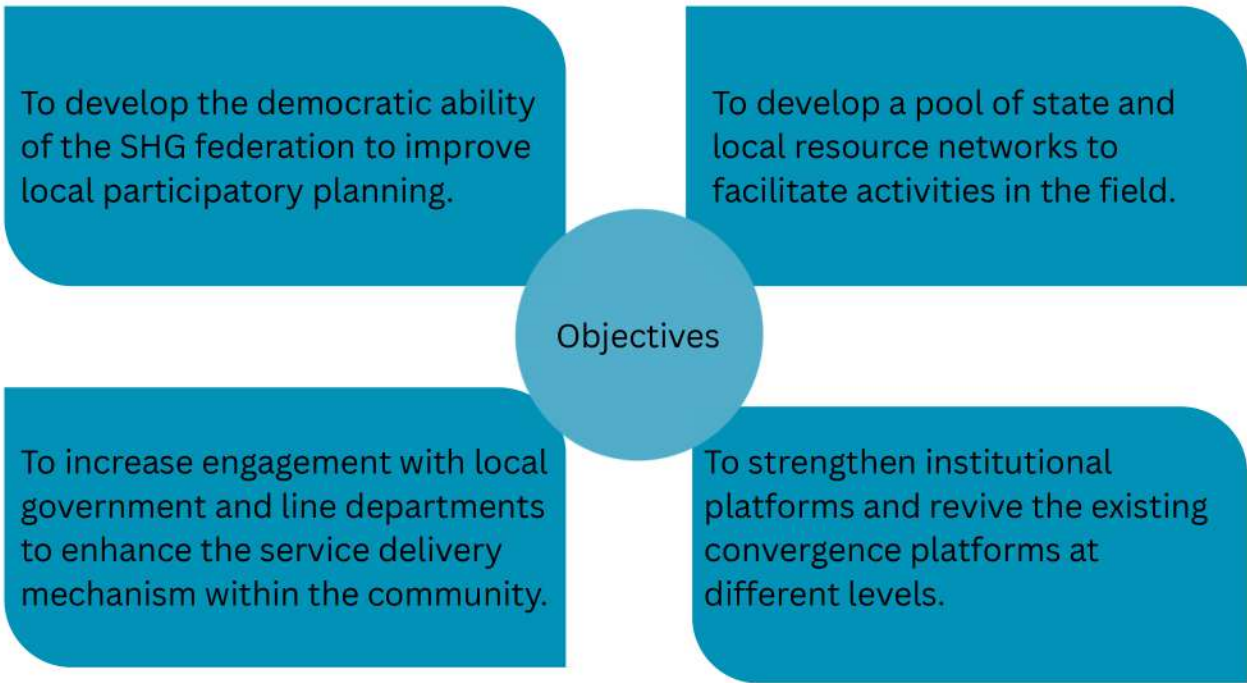 To develop the democratic ability
of the SHG federation to improve
local participatory planning.
To develop a pool of state and
local resource networks to
facilitate activities in the field.
Objectives
To increase engagement with local
government and line departments
to enhance the service delivery
mechanism within the community.
To strengthen institutional
platforms and revive the existing
convergence platforms at
different levels.